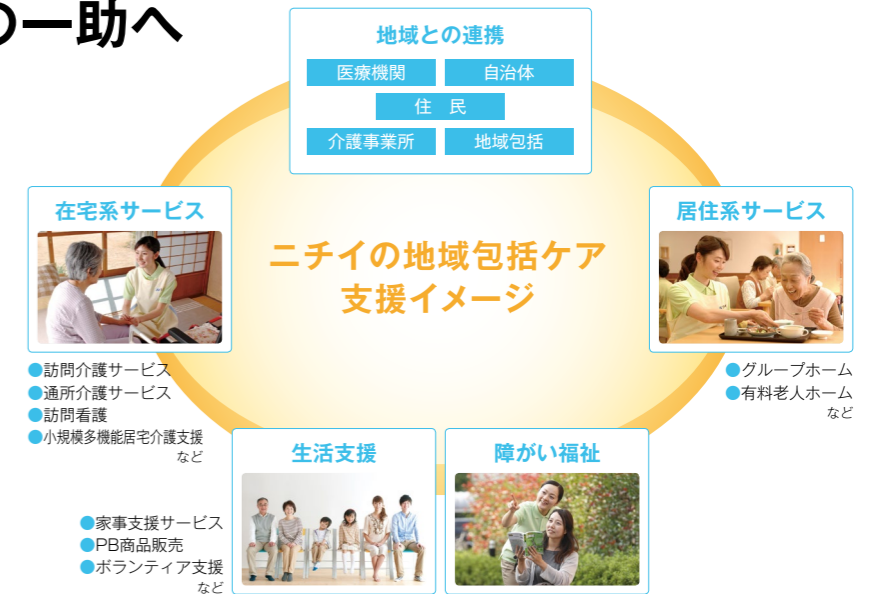 の一助へ
地域との連携
医療機関
自治体
住　民
介護事業所
地域包括
ニチイの地域包括ケア
支援イメージ
在宅系サービス
●訪問介護サービス
●通所介護サービス
●訪問看護
●小規模多機能居宅介護支援
など
居住系サービス
●グループホーム
●有料老人ホーム
など
生活支援
●家事支援サービス
●PB商品販売
●ボランティア支援
など
障がい福祉